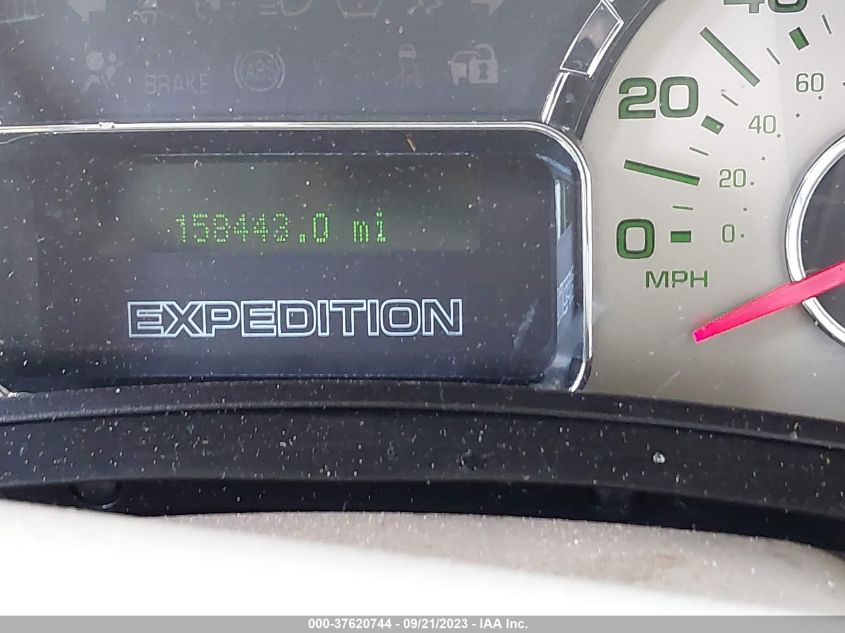 BRAKE
ABS
158443.0 mi
EXPEDITION
40
60
20
40
20
0
0
MPH
000-37620744 - 09/21/2023 - IAA Inc.